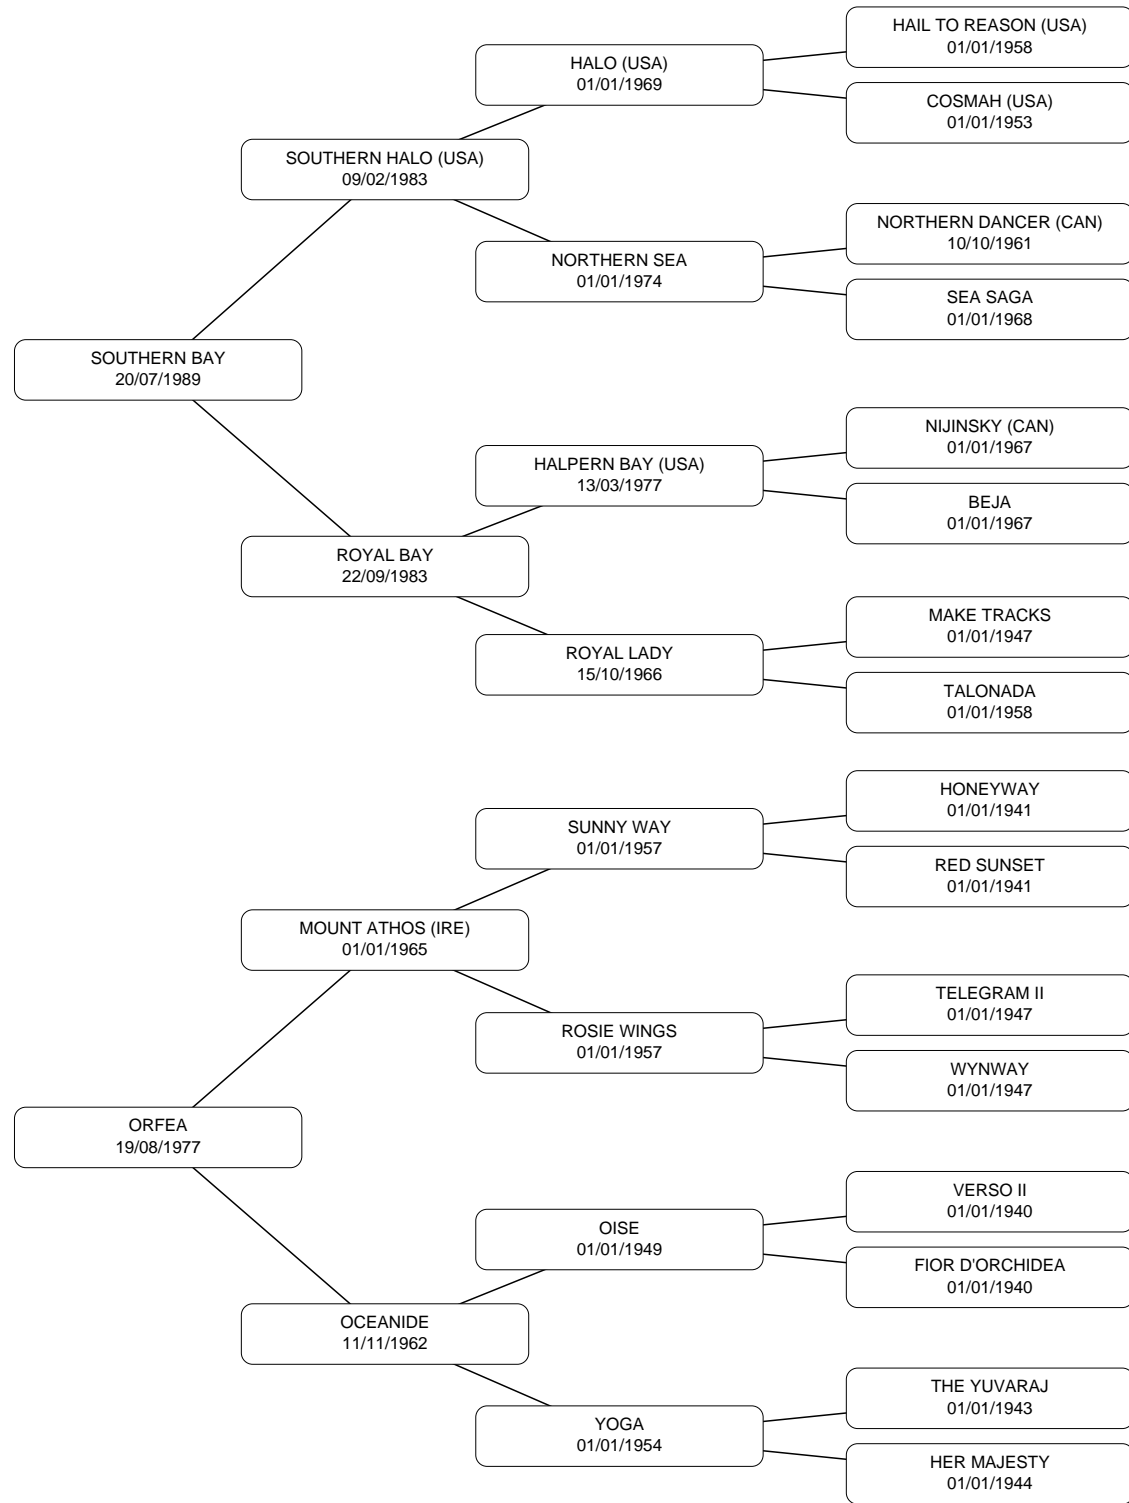 HAIL TO REASON (USA)
01/01/1958
HALO (USA)
01/01/1969
COSMAH (USA)
01/01/1953
SOUTHERN HALO (USA)
09/02/1983
NORTHERN DANCER (CAN)
10/10/1961
NORTHERN SEA
01/01/1974
SEA SAGA
01/01/1968
SOUTHERN BAY
20/07/1989
NIJINSKY (CAN)
01/01/1967
HALPERN BAY (USA)
13/03/1977
BEJA
01/01/1967
ROYAL BAY
22/09/1983
MAKE TRACKS
01/01/1947
ROYAL LADY
15/10/1966
TALONADA
01/01/1958
HONEYWAY
01/01/1941
SUNNY WAY
01/01/1957
RED SUNSET
01/01/1941
MOUNT ATHOS (IRE)
01/01/1965
TELEGRAM II
01/01/1947
ROSIE WINGS
01/01/1957
WYNWAY
01/01/1947
ORFEA
19/08/1977
VERSO II
01/01/1940
OISE
01/01/1949
FIOR D'ORCHIDEA
01/01/1940
OCEANIDE
11/11/1962
THE YUVARAJ
01/01/1943
YOGA
01/01/1954
HER MAJESTY
01/01/1944